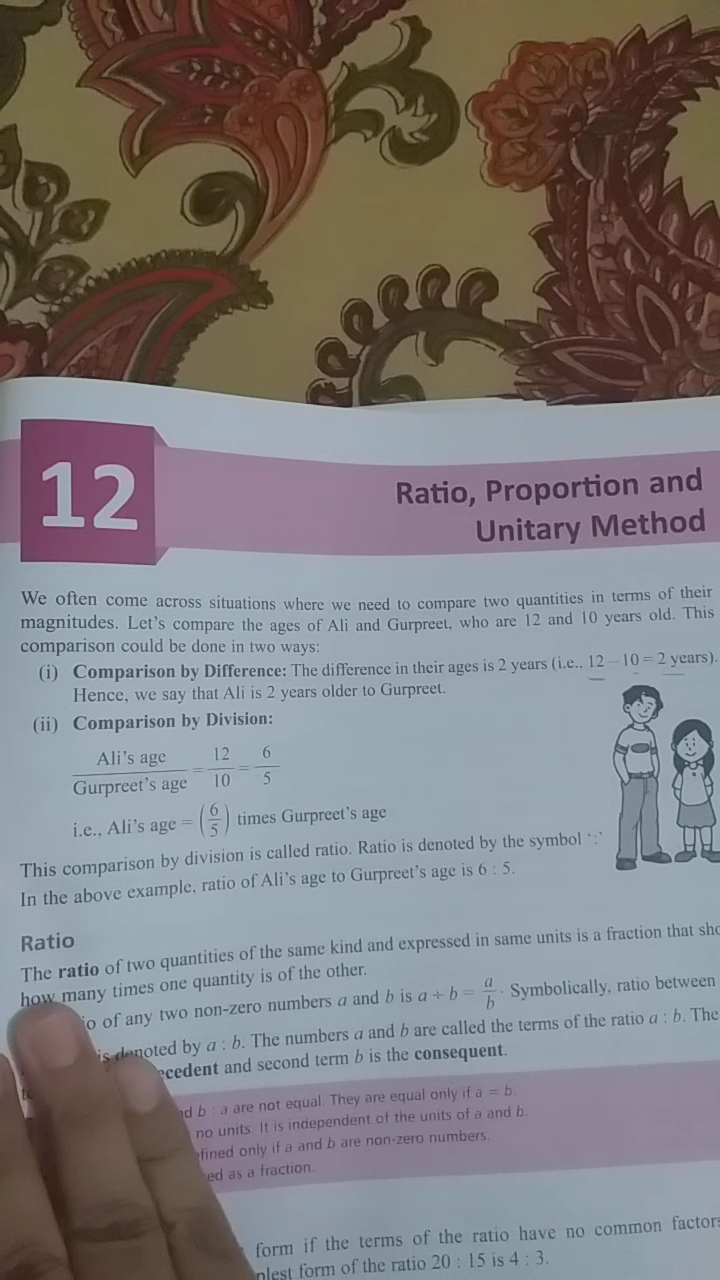 12
Ratio, Proportion and
Unitary Method
We often come across situations where we need to compare two quantities in terms of their
magnitudes. Let's compare the ages of Ali and Gurpreet, who are 12 and 10 years old. This
comparison could be done in two ways:
(i) Comparison by Difference: The difference in their ages is 2 years (i.e., 12 – 10 = 2 years).
Hence, we say that Ali is 2 years older to Gurpreet.
(ii) Comparison by Division:
Ali's age / Gurpreet's age = 12/10 = 6/5
i.e., Ali's age = (6/5) times Gurpreet's age
This comparison by division is called ratio. Ratio is denoted by the symbol ':'
In the above example, ratio of Ali's age to Gurpreet's age is 6 : 5.
Ratio
The ratio of two quantities of the same kind and expressed in same units is a fraction that
how many times one quantity is of the other.
of any two non-zero numbers a and b is a ÷ b = a/b. Symbolically, ratio between
is denoted by a : b. The numbers a and b are called the terms of the ratio a : b. The
and second term b is the consequent.
b : a are not equal. They are equal only if a = b.
no units. It is independent of the units of a and b.
only if a and b are non-zero numbers.
as a fraction.
form if the terms of the ratio have no common
form of the ratio 20 : 15 is 4 : 3.